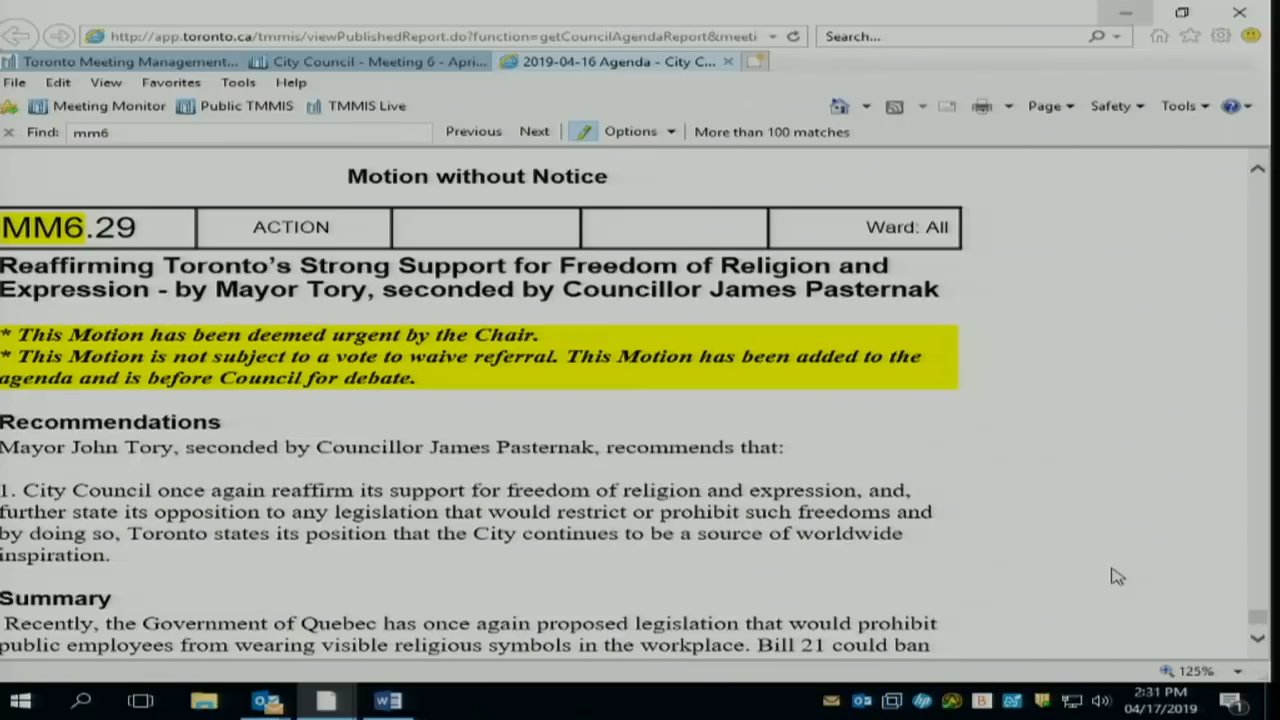 http://app.toronto.ca/tmmis/viewPublishedReport.do?function=getCouncilAgendaReport&meeti
Search...
Toronto Meeting Management...
City Council - Meeting 6 - Apri...
2019-04-16 Agenda - City C...
File Edit View Favorites Tools Help
Meeting Monitor Public TMMIS TMMIS Live
Page Safety Tools
Find: mm6 Previous Next Options More than 100 matches
Motion without Notice
MM6.29 ACTION Ward: All
Reaffirming Toronto's Strong Support for Freedom of Religion and
Expression - by Mayor Tory, seconded by Councillor James Pasternak
* This Motion has been deemed urgent by the Chair.
* This Motion is not subject to a vote to waive referral. This Motion has been added to the
agenda and is before Council for debate.
Recommendations
Mayor John Tory, seconded by Councillor James Pasternak, recommends that:
1. City Council once again reaffirm its support for freedom of religion and expression, and,
further state its opposition to any legislation that would restrict or prohibit such freedoms and
by doing so, Toronto states its position that the City continues to be a source of worldwide
inspiration.
Summary
Recently, the Government of Quebec has once again proposed legislation that would prohibit
public employees from wearing visible religious symbols in the workplace. Bill 21 could ban
125%
2:31 PM
04/17/2019